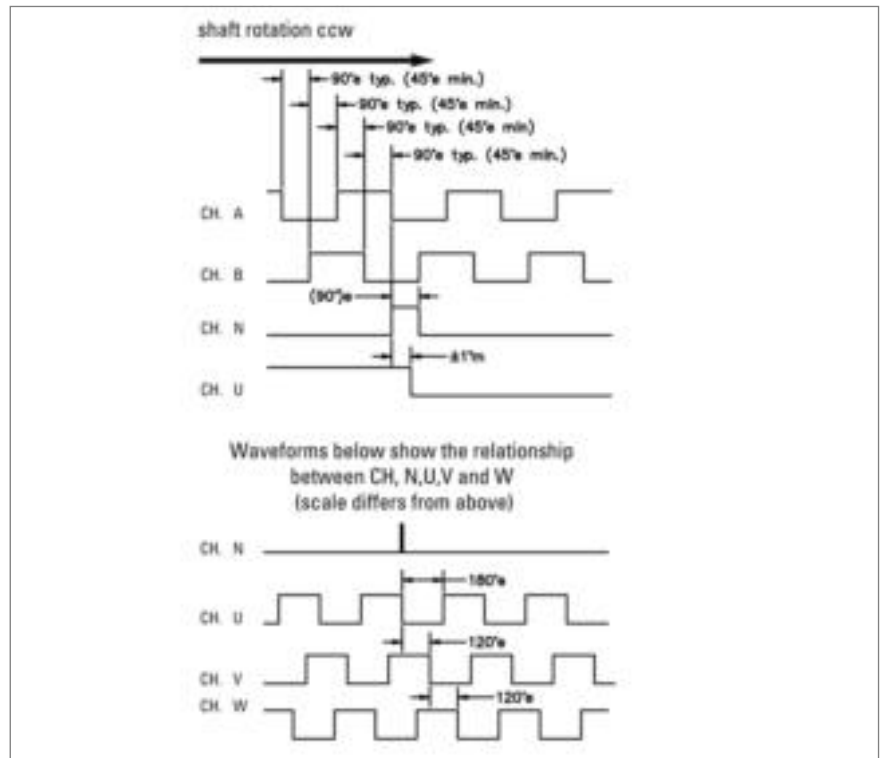 shaft rotation ccw
90°e typ. (45°e min.)
90°e typ. (45°e min.)
90°e typ. (45°e min)
90°e typ. (45°e min.)
CH. A
CH. B
(90°)e
CH. N
±1°m
CH. U
Waveforms below show the relationship
between CH, N,U,V and W
(scale differs from above)
CH. N
180°e
CH. U
120°e
CH. V
CH. W
120°e